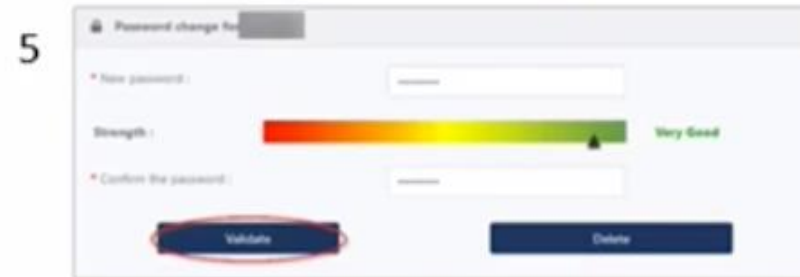 5
Password change for
* New password :
Strength : Very Good
* Confirm the password :
Validate Delete